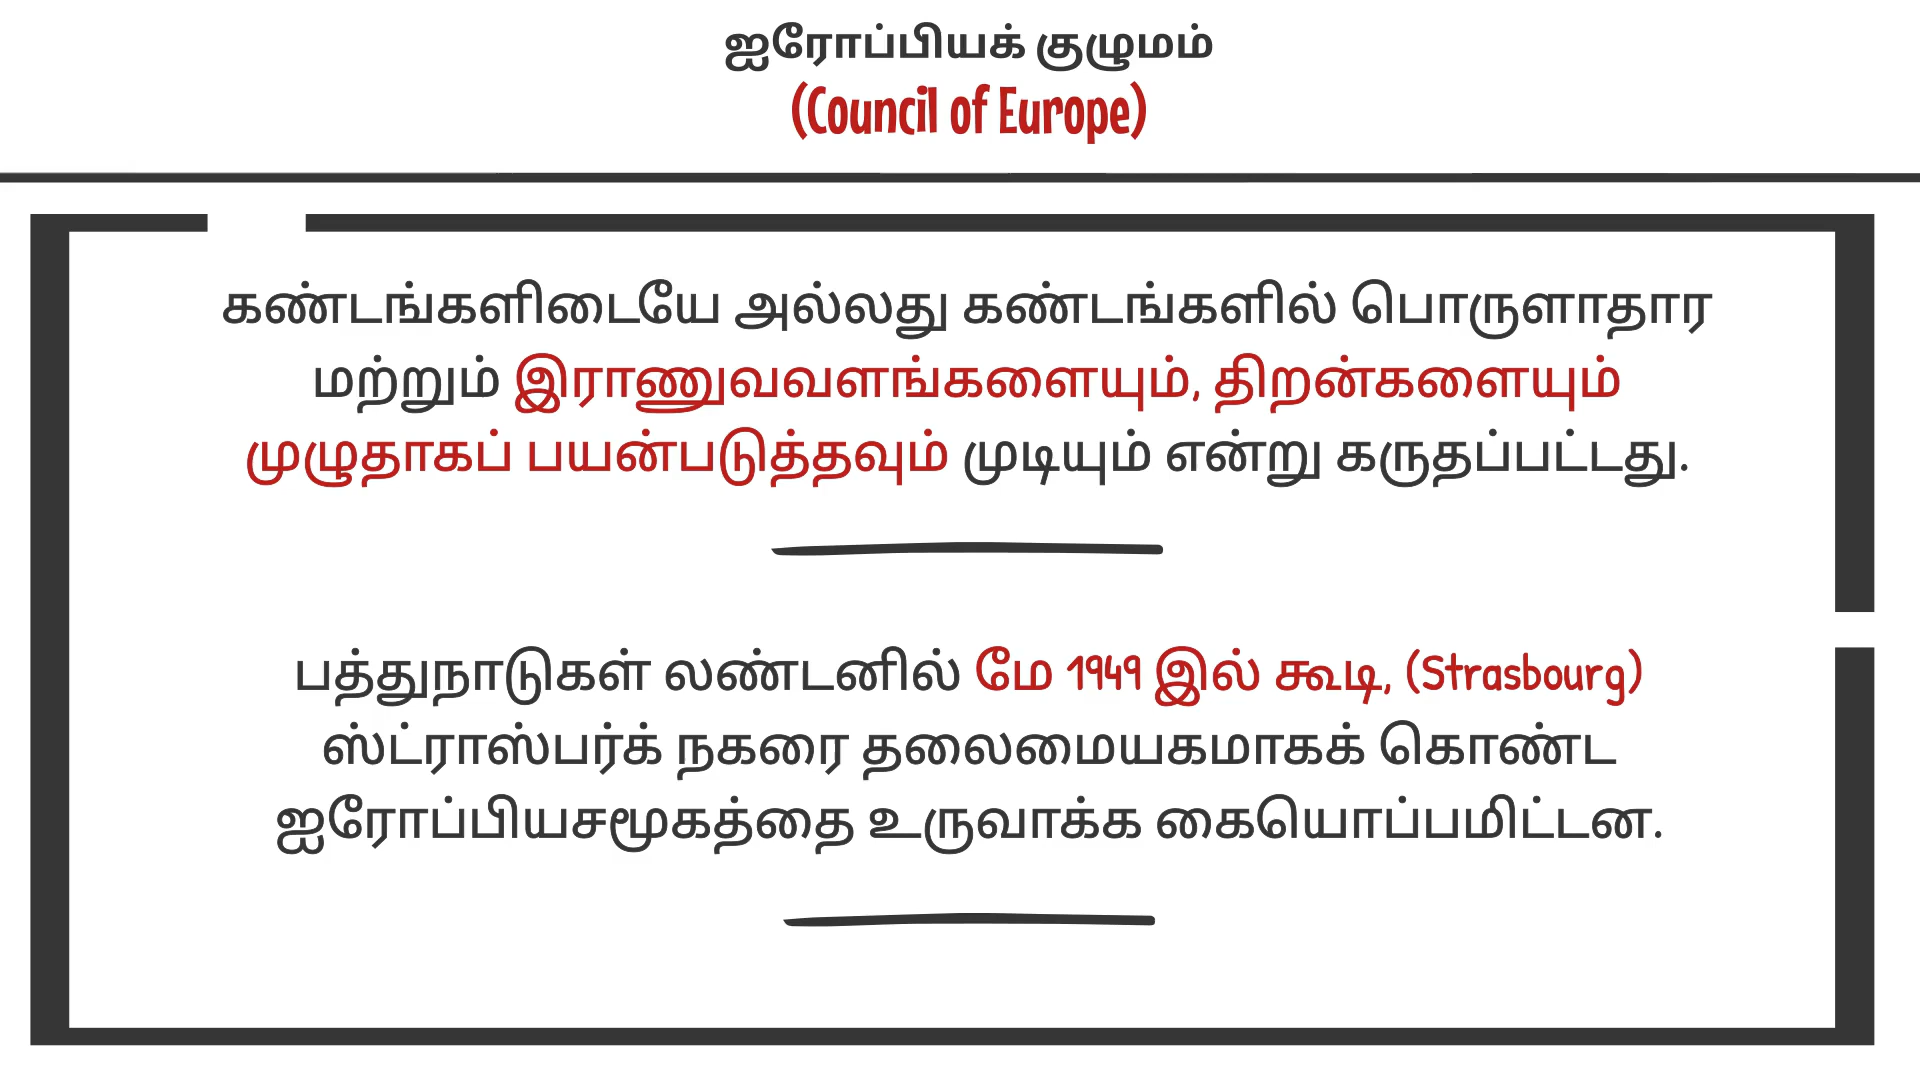 ஐரோப்பியக் குழுமம்
(Council of Europe)
கண்டங்களிடையே அல்லது கண்டங்களில் பொருளாதார
மற்றும் இராணுவவளங்களையும், திறன்களையும்
முழுதாகப் பயன்படுத்தவும் முடியும் என்று கருதப்பட்டது.
பத்துநாடுகள் லண்டனில் மே 1949 இல் கூடி, (Strasbourg)
ஸ்ட்ராஸ்பர்க் நகரை தலைமையகமாகக் கொண்ட
ஐரோப்பியசமூகத்தை உருவாக்க கையொப்பமிட்டன.